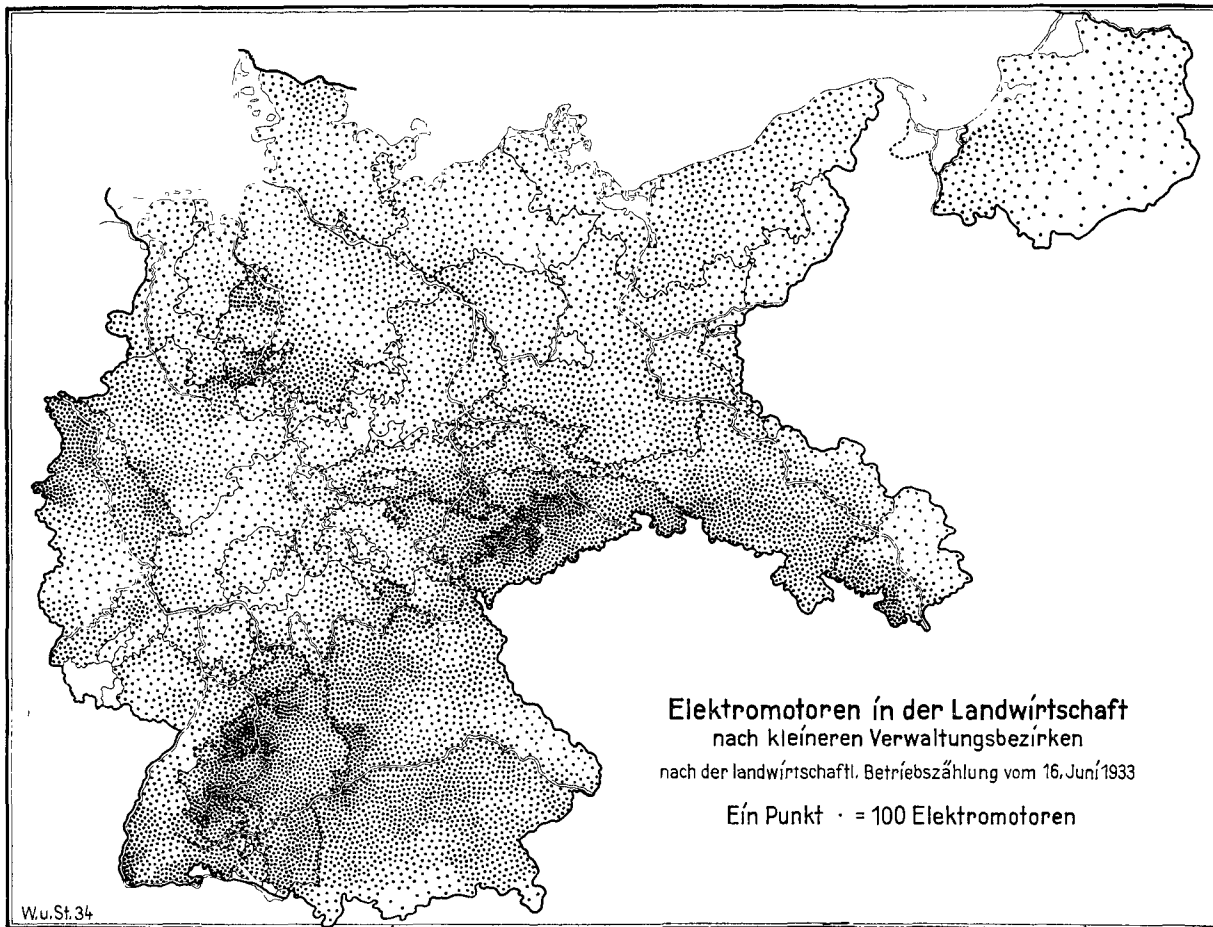 Elektromotoren in der Landwirtschaft
nach kleineren Verwaltungsbezirken
nach der landwirtschaftl. Betriebszählung vom 16. Juni 1933
Ein Punkt · = 100 Elektromotoren
W.u.St.34